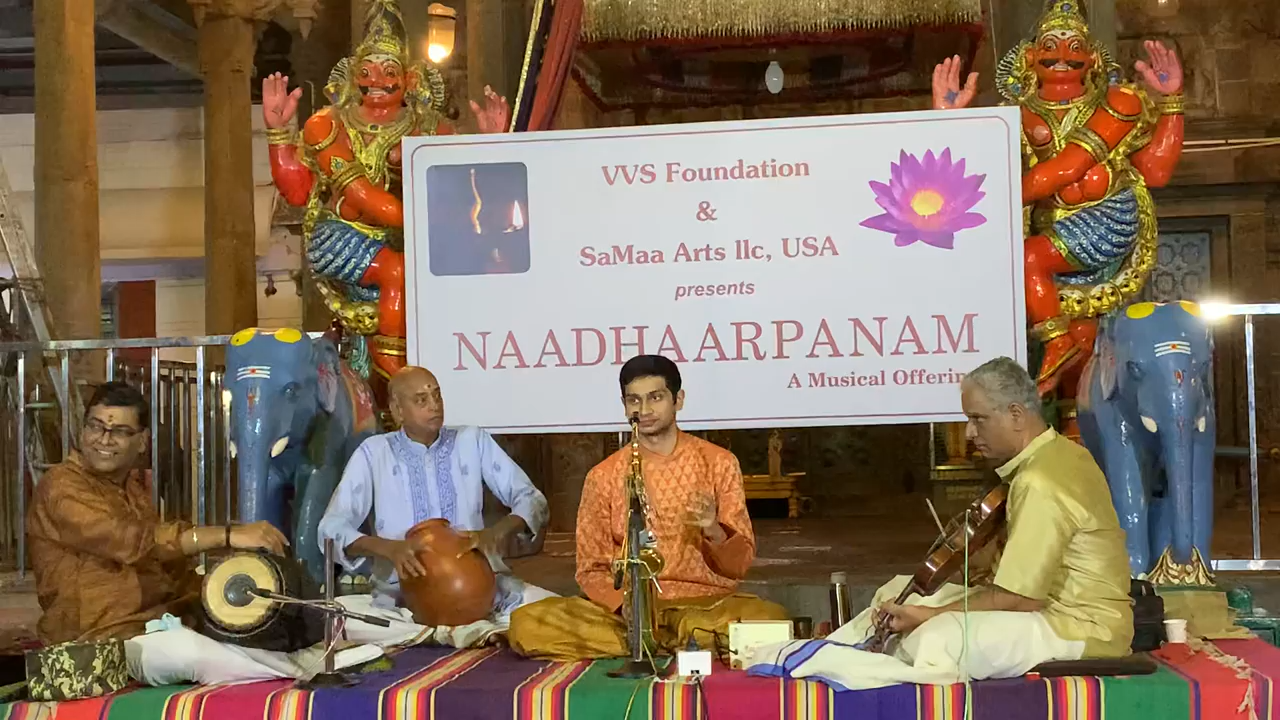 VVS Foundation
&
SaMaa Arts llc, USA
presents
NAADHAARPANAM
A Musical Offerin